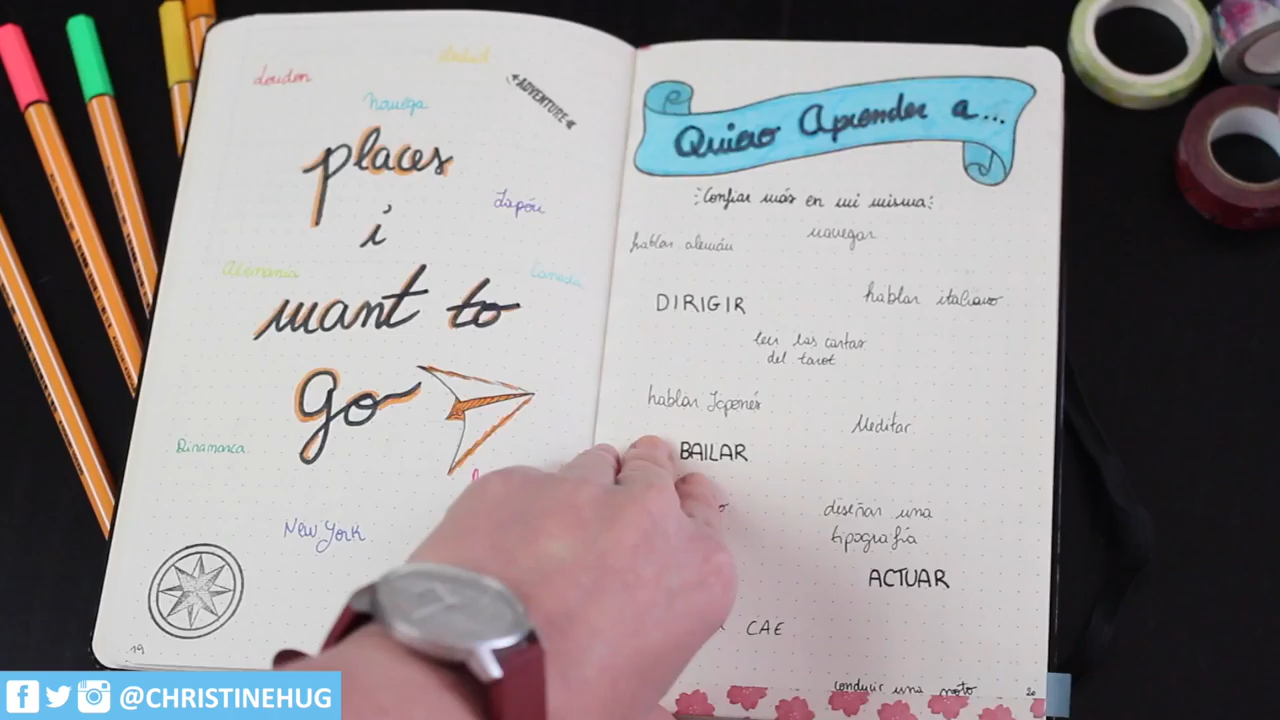 London
Noruega
ADVENTURE
places
i
want to
go
Japón
Alemania
Canada
Dinamarca
New York
19
Quiero Aprender a...
Confiar más en mi misma
navegar
hablar alemán
DIRIGIR
hablar italiano
leer las cartas
del tarot
hablar Japonés
Meditar
BAILAR
diseñar una
tipografía
ACTUAR
CAE
conducir una moto
20
@CHRISTINEHUG